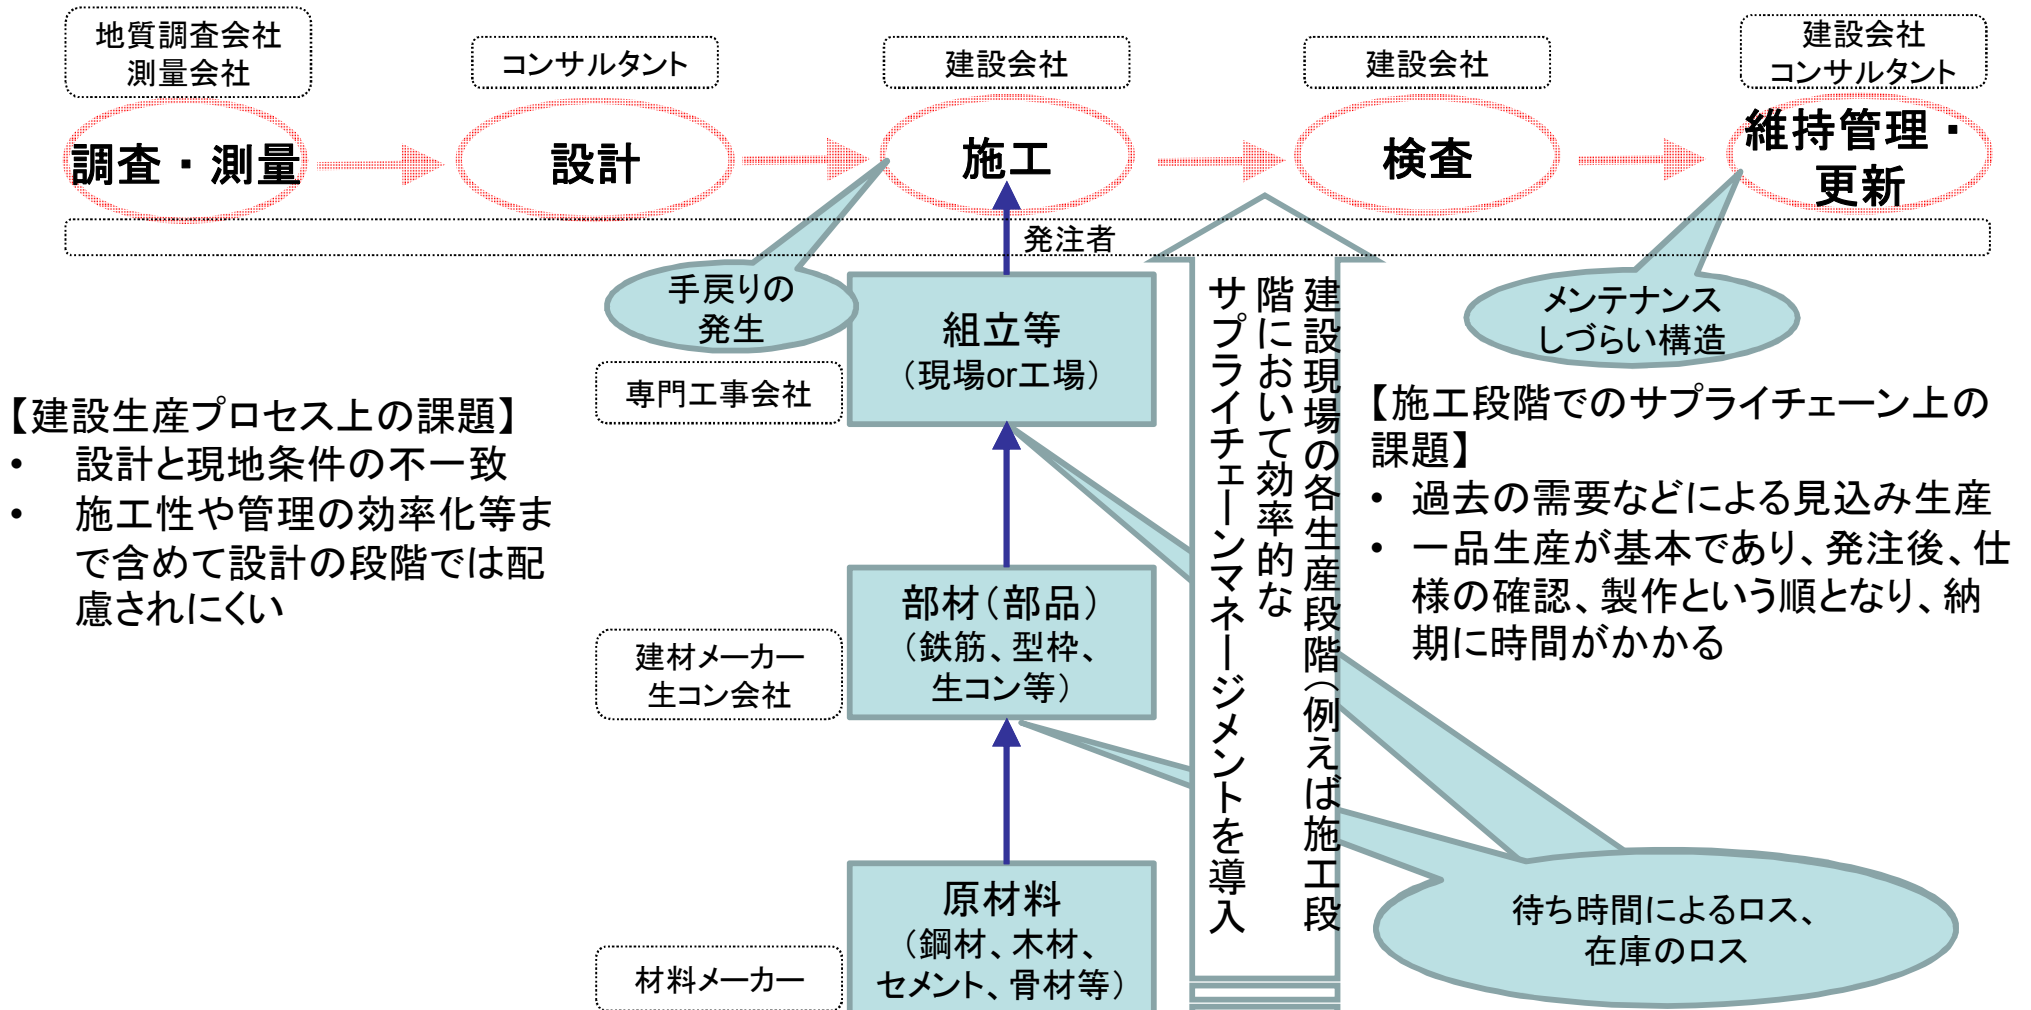 地質調査会社
測量会社
コンサルタント
建設会社
建設会社
建設会社
コンサルタント
調査・測量
設計
施工
検査
維持管理・
更新
発注者
手戻りの
発生
メンテナンス
しづらい構造
組立等
（現場or工場）
専門工事会社
【建設生産プロセス上の課題】
• 設計と現地条件の不一致
• 施工性や管理の効率化等ま
で含めて設計の段階では配
慮されにくい
建設現場の各生産段階（例えば施工段
階において効率的な
サプライチェーンマネージメントを導入
【施工段階でのサプライチェーン上の
課題】
• 過去の需要などによる見込み生産
• 一品生産が基本であり、発注後、仕
様の確認、製作という順となり、納
期に時間がかかる
部材（部品）
（鉄筋、型枠、
生コン等）
建材メーカー
生コン会社
原材料
（鋼材、木材、
セメント、骨材等）
材料メーカー
待ち時間によるロス、
在庫のロス